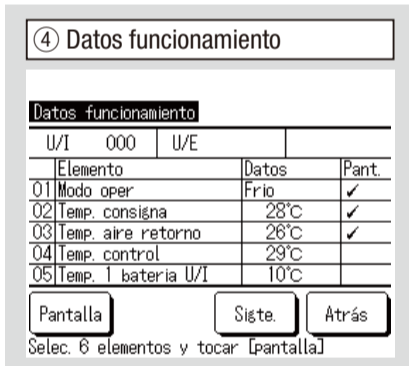 ④ Datos funcionamiento
Datos funcionamiento
U/I 000 U/E
Elemento Datos Pant.
01 Modo oper Frio ✓
02 Temp. consigna 28°C ✓
03 Temp. aire retorno 26°C ✓
04 Temp. control 29°C
05 Temp. 1 bateria U/I 10°C
Pantalla Sigte. Atrás
Selec. 6 elementos y tocar [pantalla]